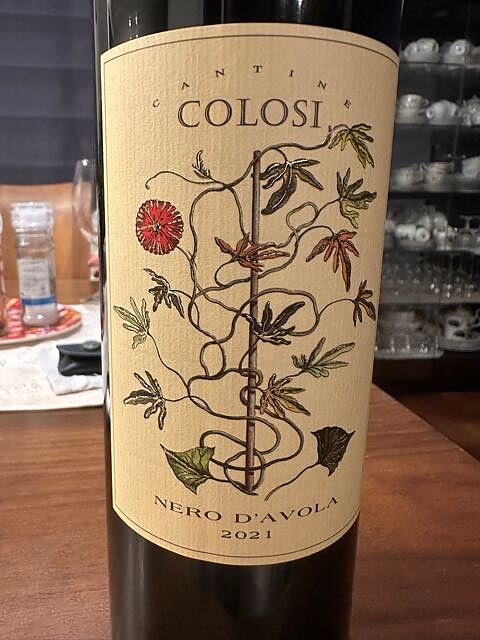 CANTINE
COLOSI
NERO D'AVOLA
2021